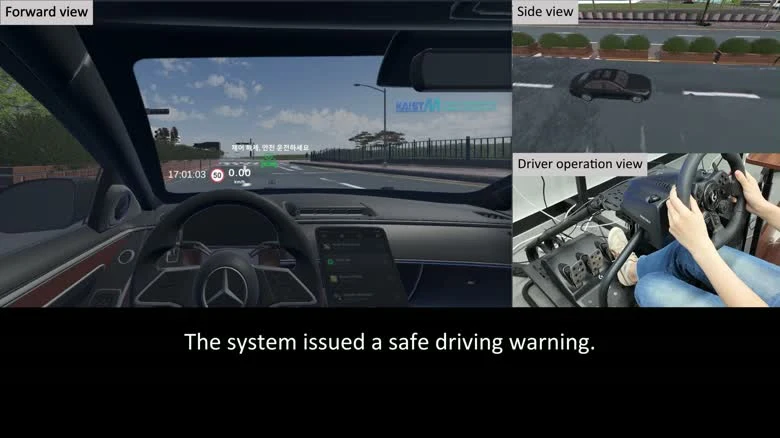 Forward view
Side view
KAIST
제어 해제, 안전 운전하세요
17:01:03
50
0.00
km/h
Driver operation view
The system issued a safe driving warning.